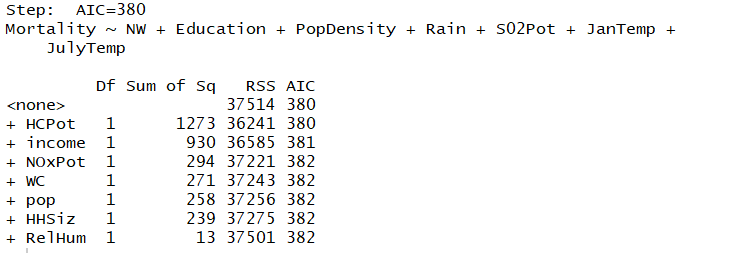 Step:  AIC=380
Mortality ~ NW + Education + PopDensity + Rain + SO2Pot + JanTemp +
    JulyTemp
         Df Sum of Sq   RSS AIC
<none>                37514 380
+ HCPot   1      1273 36241 380
+ income  1       930 36585 381
+ NOxPot  1       294 37221 382
+ WC      1       271 37243 382
+ pop     1       258 37256 382
+ HHSiz   1       239 37275 382
+ RelHum  1        13 37501 382